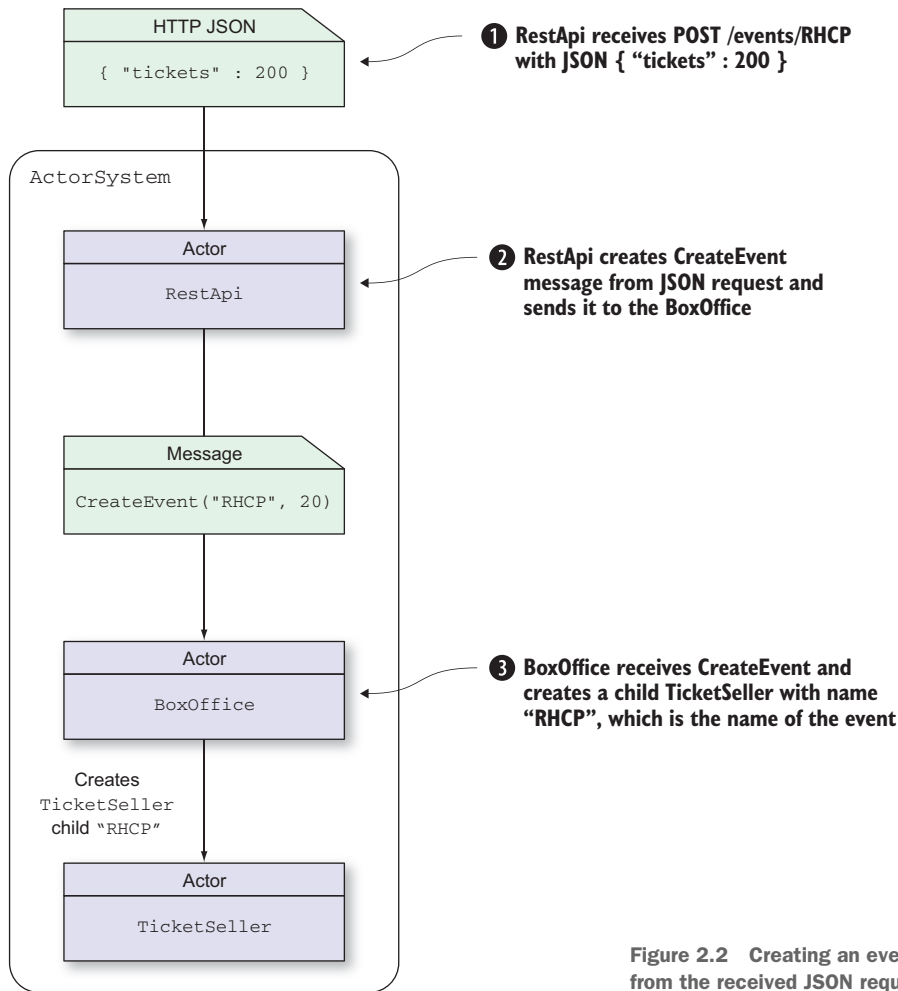 HTTP JSON
{ "tickets" : 200 }
1 RestApi receives POST /events/RHCP
with JSON { “tickets” : 200 }
ActorSystem
Actor
RestApi
2 RestApi creates CreateEvent
message from JSON request and
sends it to the BoxOffice
Message
CreateEvent("RHCP", 20)
Actor
BoxOffice
3 BoxOffice receives CreateEvent and
creates a child TicketSeller with name
“RHCP”, which is the name of the event
Creates
TicketSeller
child “RHCP”
Actor
TicketSeller
Figure 2.2 Creating an eve
from the received JSON requ